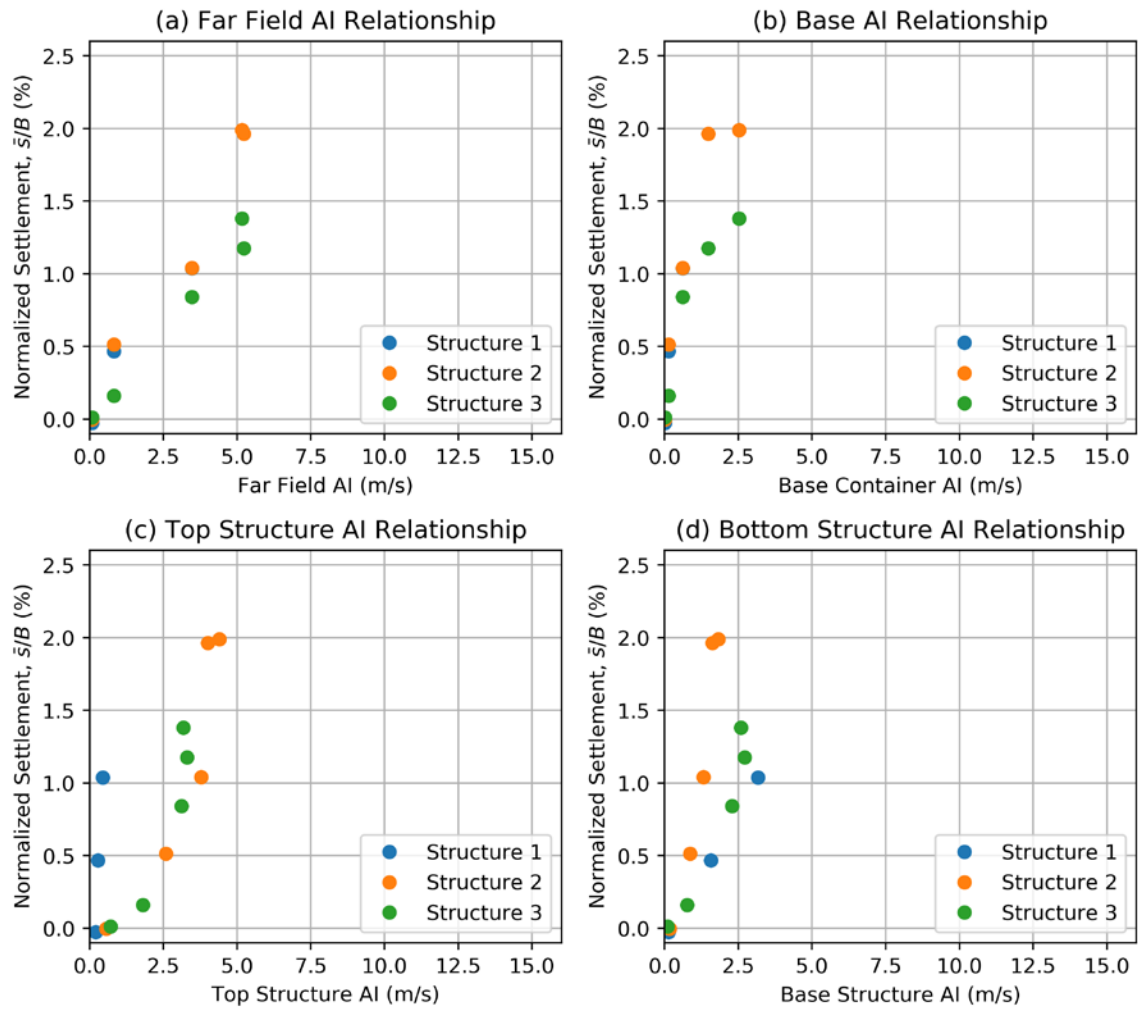 (a) Far Field AI Relationship
Normalized Settlement, s̄/B (%)
2.5
2.0
1.5
1.0
0.5
0.0
0.0 2.5 5.0 7.5 10.0 12.5 15.0
Far Field AI (m/s)
Structure 1
Structure 2
Structure 3
(b) Base AI Relationship
Normalized Settlement, s̄/B (%)
2.5
2.0
1.5
1.0
0.5
0.0
0.0 2.5 5.0 7.5 10.0 12.5 15.0
Base Container AI (m/s)
Structure 1
Structure 2
Structure 3
(c) Top Structure AI Relationship
Normalized Settlement, s̄/B (%)
2.5
2.0
1.5
1.0
0.5
0.0
0.0 2.5 5.0 7.5 10.0 12.5 15.0
Top Structure AI (m/s)
Structure 1
Structure 2
Structure 3
(d) Bottom Structure AI Relationship
Normalized Settlement, s̄/B (%)
2.5
2.0
1.5
1.0
0.5
0.0
0.0 2.5 5.0 7.5 10.0 12.5 15.0
Base Structure AI (m/s)
Structure 1
Structure 2
Structure 3